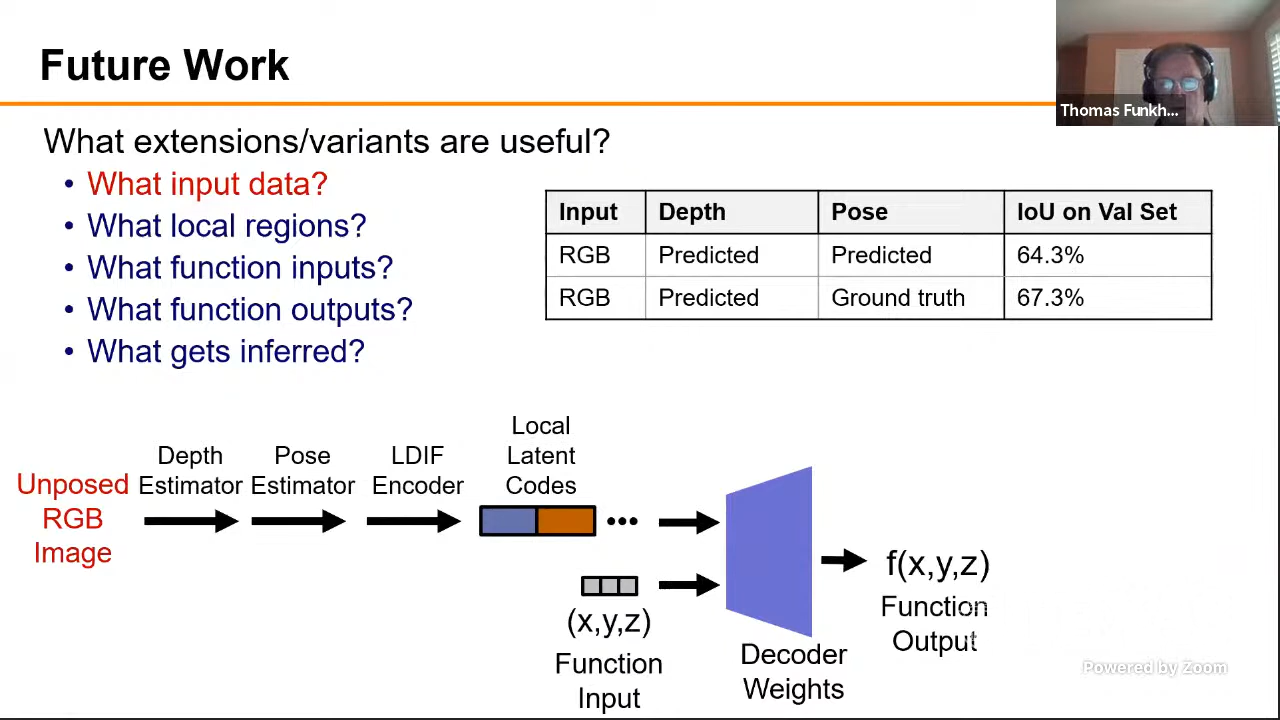 Future Work
Thomas Funkh...
What extensions/variants are useful?
• What input data?
• What local regions?
• What function inputs?
• What function outputs?
• What gets inferred?
Input Depth Pose IoU on Val Set
RGB Predicted Predicted 64.3%
RGB Predicted Ground truth 67.3%
Unposed
RGB
Image
Depth
Estimator
Pose
Estimator
LDIF
Encoder
Local
Latent
Codes
•••
(x,y,z)
Function
Input
Decoder
Weights
f(x,y,z)
Function
Output
Powered by Zoom